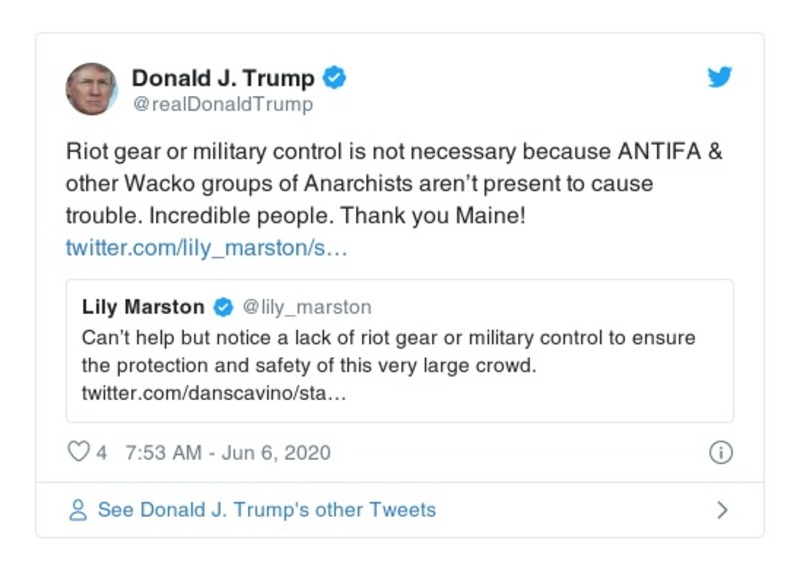 Donald J. Trump
@realDonaldTrump
Riot gear or military control is not necessary because ANTIFA &
other Wacko groups of Anarchists aren’t present to cause
trouble. Incredible people. Thank you Maine!
twitter.com/lily_marston/s…
Lily Marston @lily_marston
Can’t help but notice a lack of riot gear or military control to ensure
the protection and safety of this very large crowd.
twitter.com/danscavino/sta…
4 7:53 AM - Jun 6, 2020
See Donald J. Trump's other Tweets